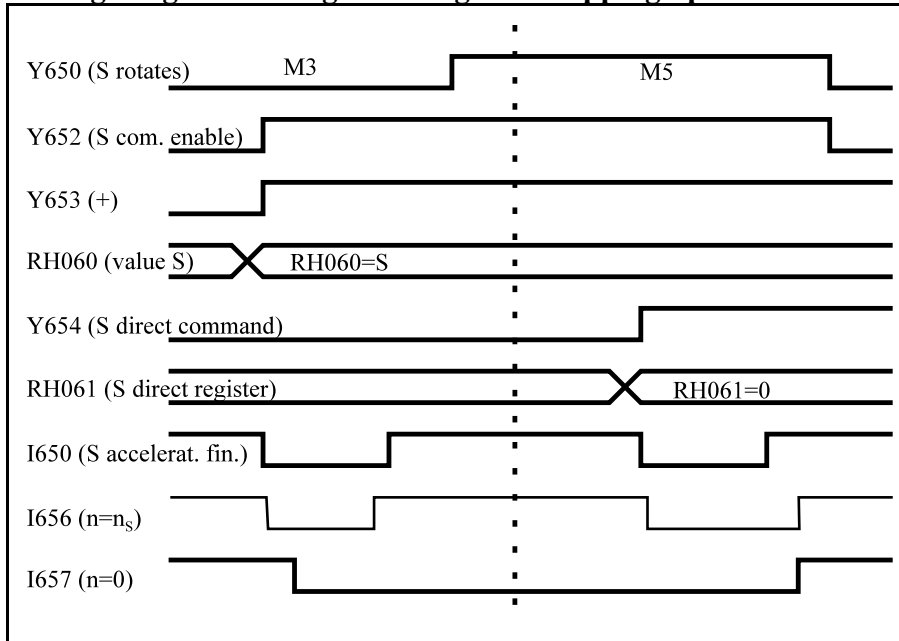 Y650 (S rotates)
M3
M5
Y652 (S com. enable)
Y653 (+)
RH060 (value S)
RH060=S
Y654 (S direct command)
RH061 (S direct register)
RH061=0
I650 (S accelerat. fin.)
I656 (n=nS)
I657 (n=0)